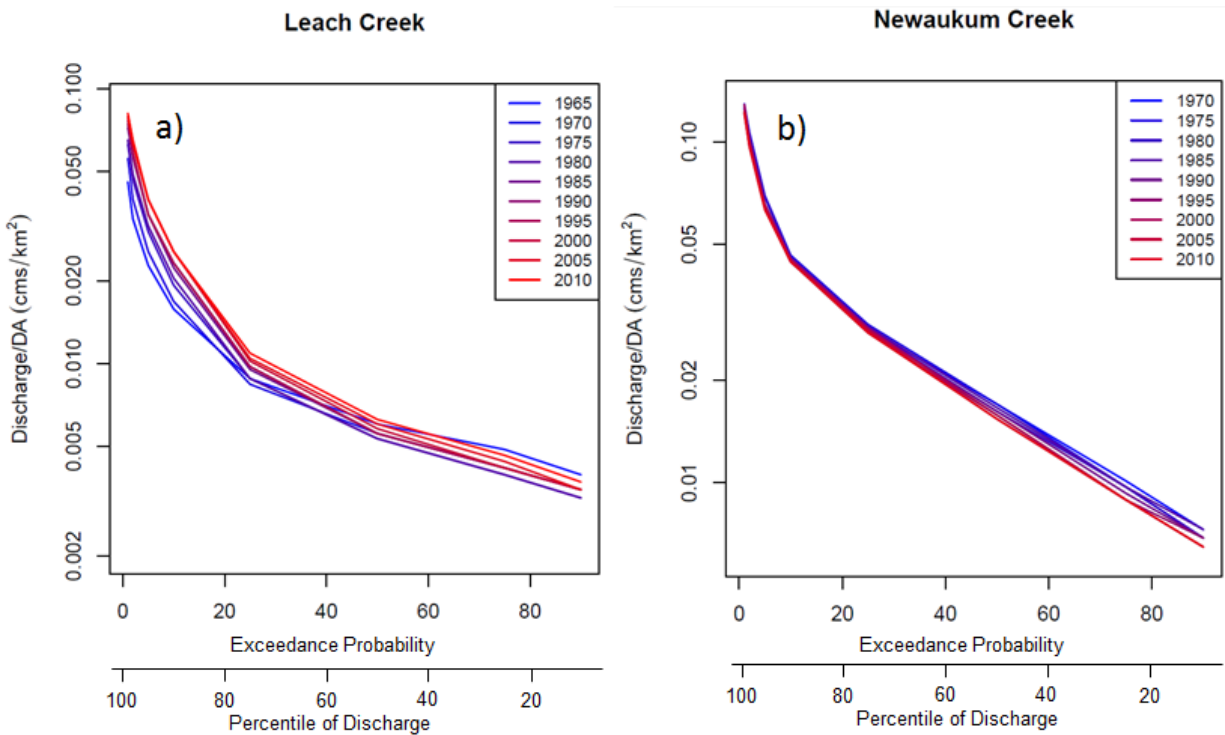 Leach Creek
a)
1965
1970
1975
1980
1985
1990
1995
2000
2005
2010
Discharge/DA (cms/km²)
0.100
0.050
0.020
0.010
0.005
0.002
0 20 40 60 80
Exceedance Probability
100 80 60 40 20
Percentile of Discharge
Newaukum Creek
b)
1970
1975
1980
1985
1990
1995
2000
2005
2010
Discharge/DA (cms/km²)
0.10
0.05
0.02
0.01
0 20 40 60 80
Exceedance Probability
100 80 60 40 20
Percentile of Discharge